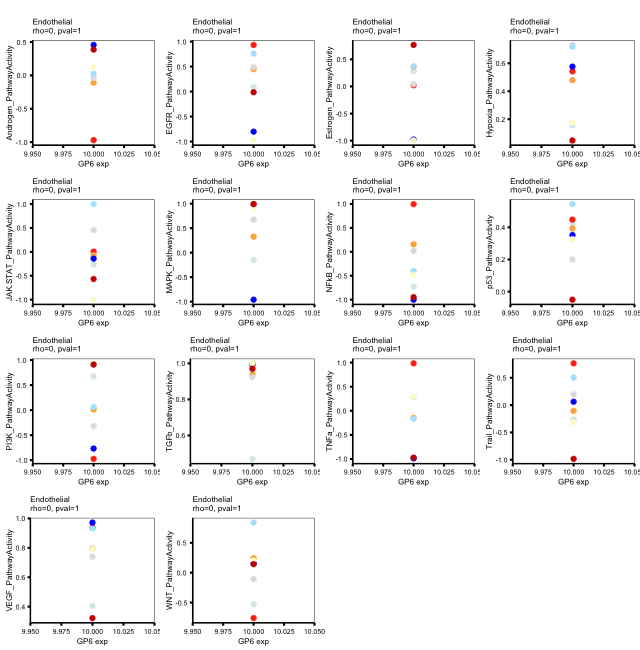 Endothelial
rho=0, pval=1
Androgen_PathwayActivity
0.5
0.0
-0.5
-1.0
9.950 9.975 10.000 10.025 10.05
GP6 exp
Endothelial
rho=0, pval=1
EGFR_PathwayActivity
1.0
0.5
0.0
-0.5
-1.0
9.950 9.975 10.000 10.025 10.05
GP6 exp
Endothelial
rho=0, pval=1
Estrogen_PathwayActivity
0.5
0.0
-0.5
-1.0
9.950 9.975 10.000 10.025 10.05
GP6 exp
Endothelial
rho=0, pval=1
Hypoxia_PathwayActivity
0.6
0.4
0.2
9.950 9.975 10.000 10.025 10.05
GP6 exp
Endothelial
rho=0, pval=1
JAK.STAT_PathwayActivity
1.0
0.5
0.0
-0.5
-1.0
9.950 9.975 10.000 10.025 10.05
GP6 exp
Endothelial
rho=0, pval=1
MAPK_PathwayActivity
1.0
0.5
0.0
-0.5
-1.0
9.950 9.975 10.000 10.025 10.05
GP6 exp
Endothelial
rho=0, pval=1
NFkB_PathwayActivity
1.0
0.5
0.0
-0.5
-1.0
9.950 9.975 10.000 10.025 10.05
GP6 exp
Endothelial
rho=0, pval=1
p53_PathwayActivity
0.4
0.2
0.0
9.950 9.975 10.000 10.025 10.05
GP6 exp
Endothelial
rho=0, pval=1
PI3K_PathwayActivity
1.0
0.5
0.0
-0.5
-1.0
9.950 9.975 10.000 10.025 10.05
GP6 exp
Endothelial
rho=0, pval=1
TGFb_PathwayActivity
1.0
0.8
0.6
9.950 9.975 10.000 10.025 10.05
GP6 exp
Endothelial
rho=0, pval=1
TNFa_PathwayActivity
1.0
0.5
0.0
-0.5
-1.0
9.950 9.975 10.000 10.025 10.05
GP6 exp
Endothelial
rho=0, pval=1
Trail_PathwayActivity
0.5
0.0
-0.5
-1.0
9.950 9.975 10.000 10.025 10.05
GP6 exp
Endothelial
rho=0, pval=1
VEGF_PathwayActivity
1.0
0.8
0.6
0.4
9.950 9.975 10.000 10.025 10.05
GP6 exp
Endothelial
rho=0, pval=1
WNT_PathwayActivity
0.5
0.0
-0.5
9.950 9.975 10.000 10.025 10.050
GP6 exp